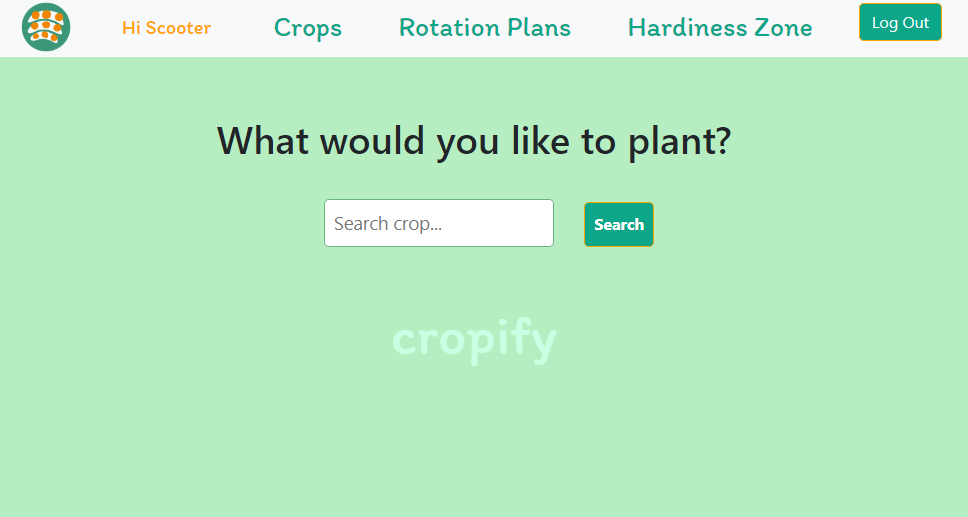 Hi Scooter Crops Rotation Plans Hardiness Zone Log Out
What would you like to plant?
Search crop... Search
cropify